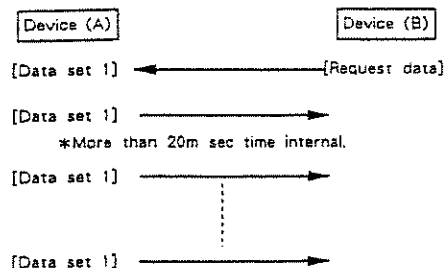 Device (A) Device (B)
[Data set 1] [Request data]
[Data set 1]
*More than 20m sec time internal.
[Data set 1]
[Data set 1]